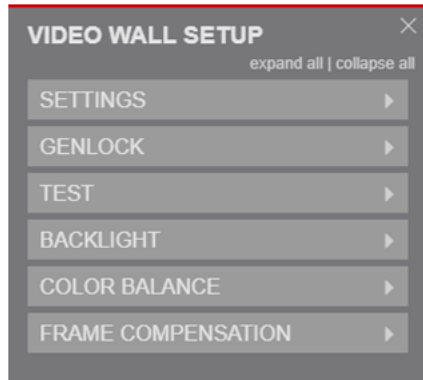 VIDEO WALL SETUP
expand all | collapse all
SETTINGS
GENLOCK
TEST
BACKLIGHT
COLOR BALANCE
FRAME COMPENSATION